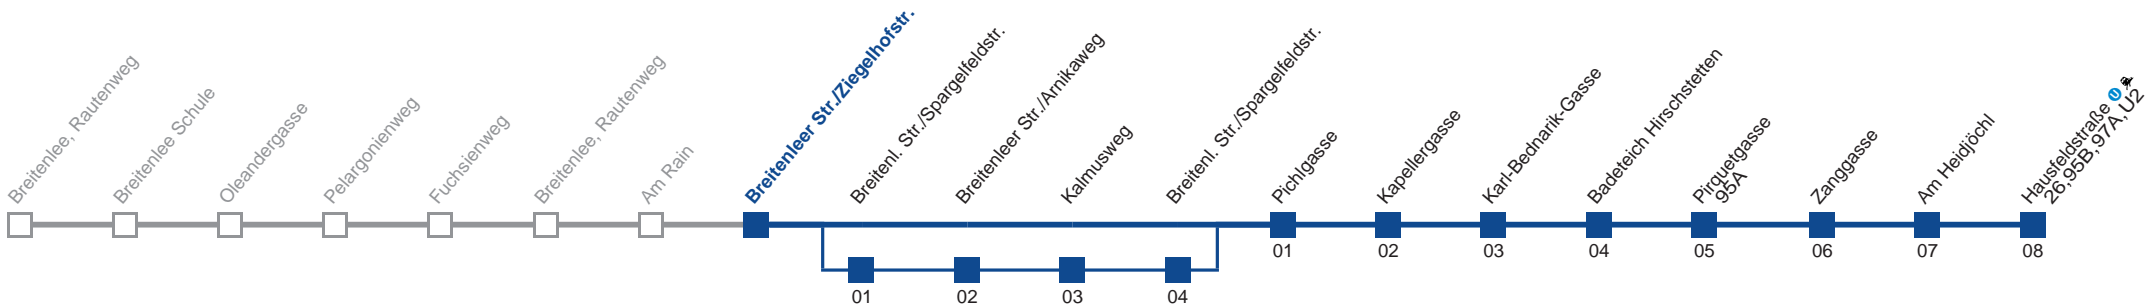 Breitenlee, Rautenweg
Breitenlee Schule
Oleandergasse
Pelargonienweg
Fuchsienweg
Breitenlee, Rautenweg
Am Rain
Breitenleer Str./Ziegelhofstr.
Breitenl. Str./Spargelfeldstr.
Breitenleer Str./Arnikaweg
Kalmusweg
Breitenl. Str./Spargelfeldstr.
Pichlgasse
Kapellergasse
Karl-Bednarik-Gasse
Badeteich Hirschstetten
Pirquetgasse
95A
Zanggasse
Am Heidjöchl
Hausfeldstraße U
26,95B,97A,U2
01
02
03
04
05
06
07
08
01
02
03
04